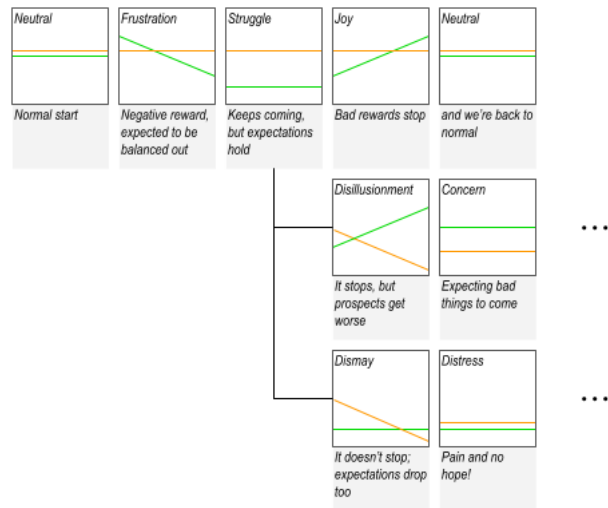 Neutral
Frustration
Struggle
Joy
Neutral
Normal start
Negative reward,
expected to be
balanced out
Keeps coming,
but expectations
hold
Bad rewards stop
and we're back to
normal
Disillusionment
Concern
It stops, but
prospects get
worse
Expecting bad
things to come
...
Dismay
Distress
It doesn't stop;
expectations drop
too
Pain and no
hope!
...